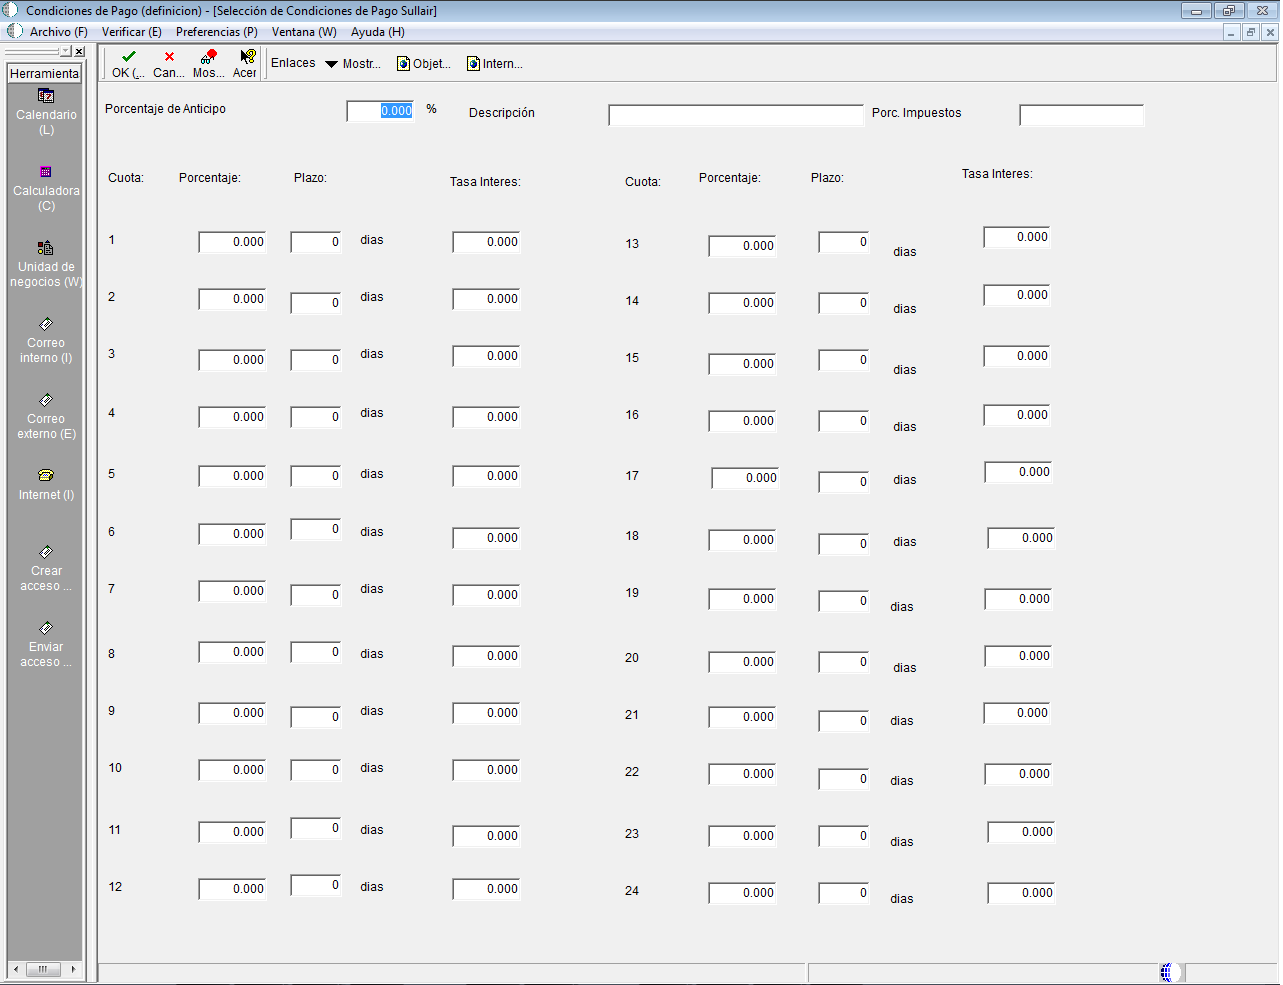 Condiciones de Pago (definicion) - [Selección de Condiciones de Pago Sullair]
Archivo (F) Verificar (E) Preferencias (P) Ventana (W) Ayuda (H)
Herramienta
OK (... Can... Mos... Acer
Enlaces Mostr... Objet... Intern...
Calendario
(L)
Calculadora
(C)
Unidad de
negocios (W)
Correo
interno (I)
Correo
externo (E)
Internet (I)
Crear
acceso ...
Enviar
acceso ...
Porcentaje de Anticipo 0.000 % Descripción Porc. Impuestos
Cuota: Porcentaje: Plazo: Tasa Interes: Cuota: Porcentaje: Plazo: Tasa Interes:
1 0.000 0 dias 0.000 13 0.000 0 dias 0.000
2 0.000 0 dias 0.000 14 0.000 0 dias 0.000
3 0.000 0 dias 0.000 15 0.000 0 dias 0.000
4 0.000 0 dias 0.000 16 0.000 0 dias 0.000
5 0.000 0 dias 0.000 17 0.000 0 dias 0.000
6 0.000 0 dias 0.000 18 0.000 0 dias 0.000
7 0.000 0 dias 0.000 19 0.000 0 dias 0.000
8 0.000 0 dias 0.000 20 0.000 0 dias 0.000
9 0.000 0 dias 0.000 21 0.000 0 dias 0.000
10 0.000 0 dias 0.000 22 0.000 0 dias 0.000
11 0.000 0 dias 0.000 23 0.000 0 dias 0.000
12 0.000 0 dias 0.000 24 0.000 0 dias 0.000